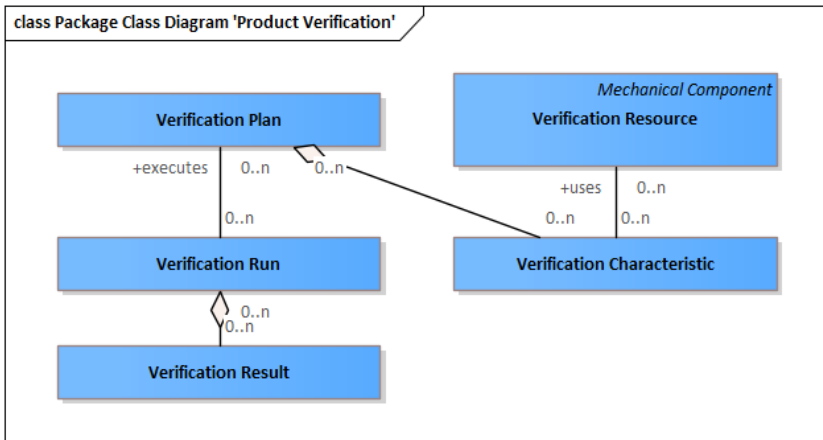 class Package Class Diagram 'Product Verification'
Mechanical Component
Verification Plan
Verification Resource
+executes
0..n
0..n
+uses
0..n
0..n
0..n
0..n
Verification Run
Verification Characteristic
0..n
0..n
Verification Result